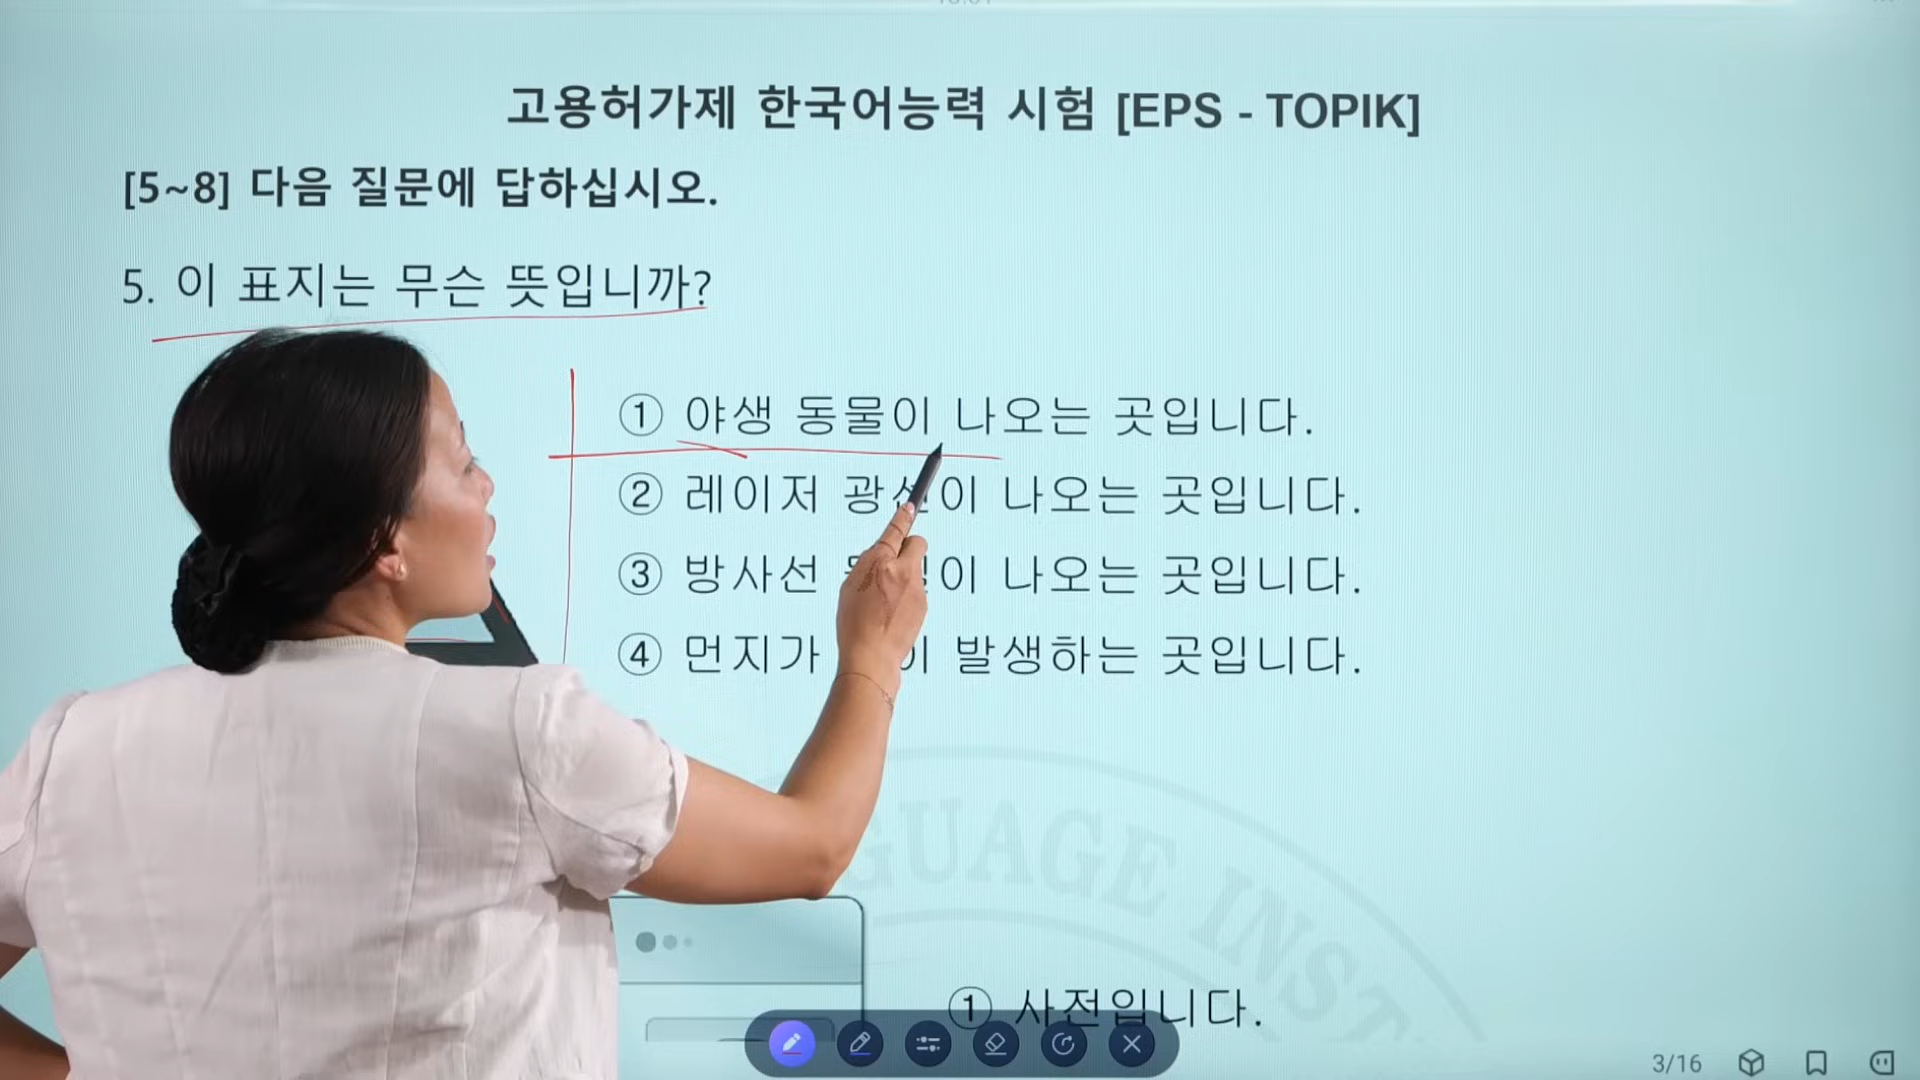 고용허가제 한국어능력 시험 [EPS - TOPIK]
[5~8] 다음 질문에 답하십시오.
5. 이 표지는 무슨 뜻입니까?
① 야생 동물이 나오는 곳입니다.
② 레이저 나오는 곳입니다.
③ 방사선 나오는 곳입니다.
④ 먼지가 발생하는 곳입니다.
① 사전입니다.
3/16